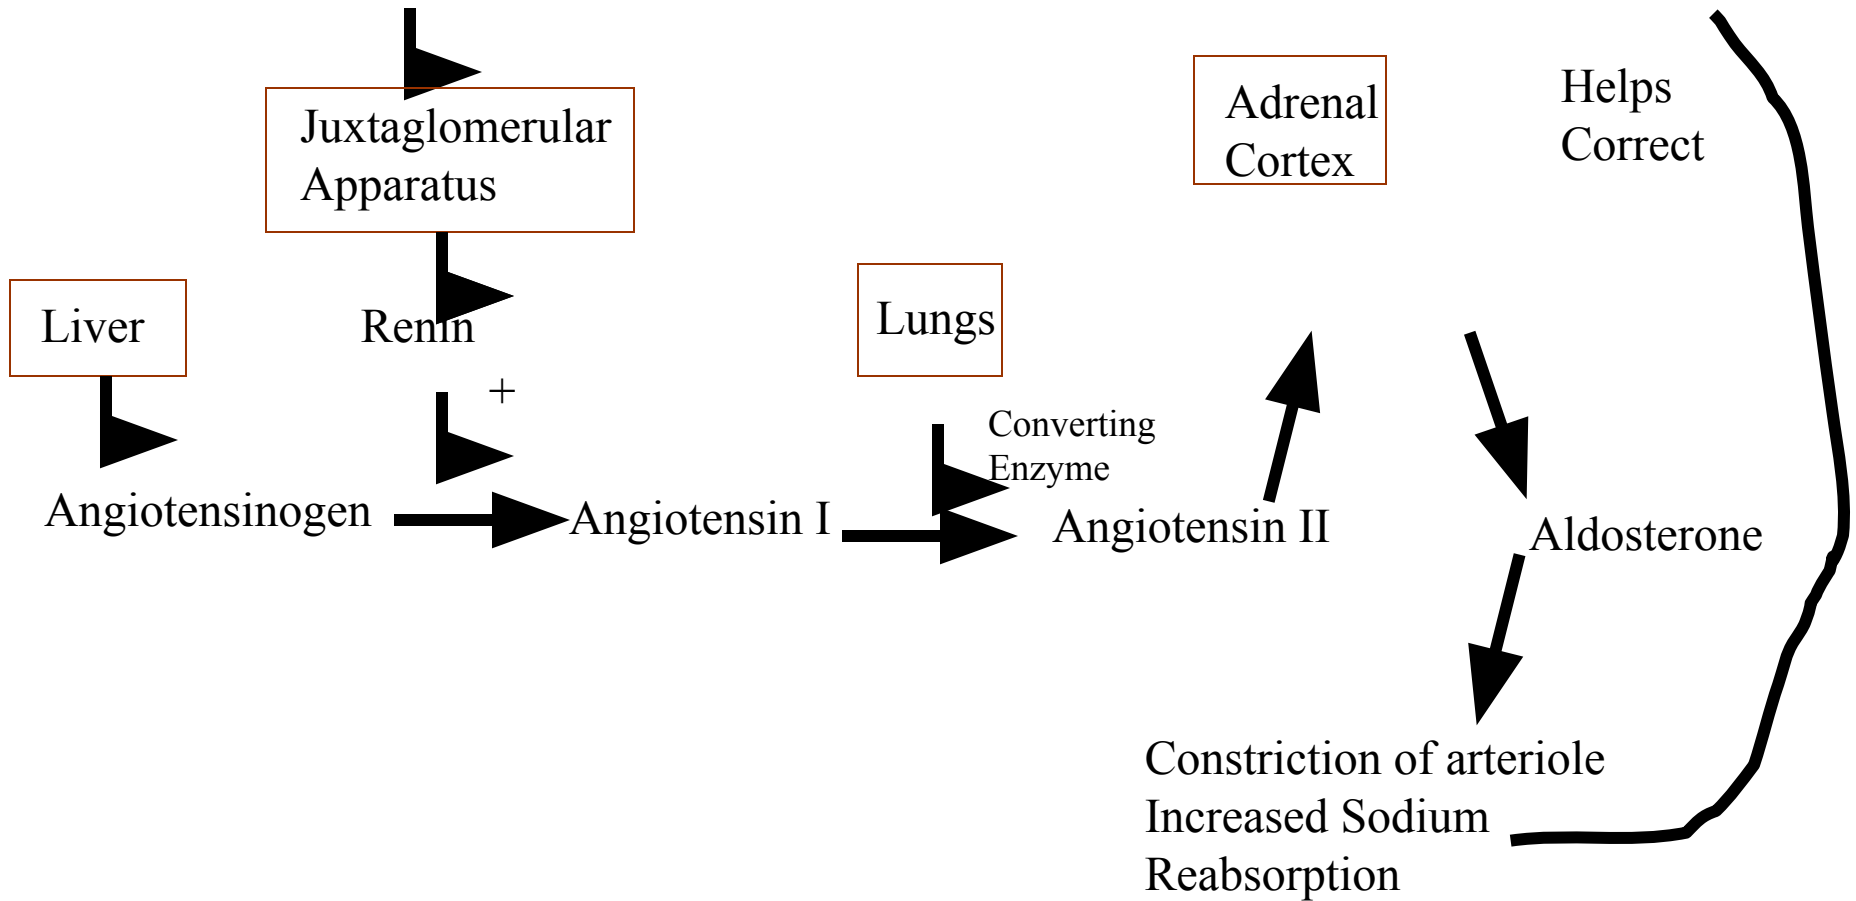 Juxtaglomerular
Apparatus
Adrenal
Cortex
Helps
Correct
Liver
Renin
Lungs
+
Converting
Enzyme
Angiotensinogen
Angiotensin I
Angiotensin II
Aldosterone
Constriction of arteriole
Increased Sodium
Reabsorption